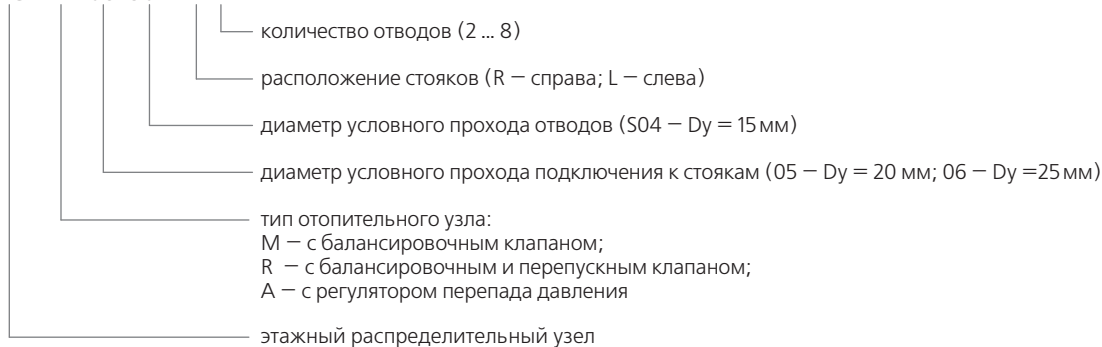 количество отводов (2 ... 8)
расположение стояков (R — справа; L — слева)
диаметр условного прохода отводов (S04 — Dy = 15 мм)
диаметр условного прохода подключения к стоякам (05 — Dy = 20 мм; 06 — Dy =25 мм)
тип отопительного узла:
M — с балансировочным клапаном;
R — с балансировочным и перепускным клапаном;
A — с регулятором перепада давления
этажный распределительный узел